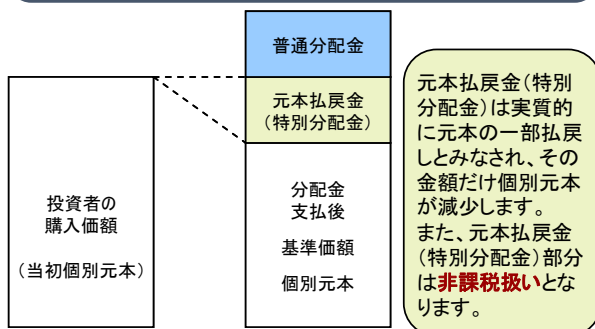 普通分配金
元本払戻金
（特別分配金）
投資者の
購入価額
（当初個別元本）
分配金
支払後
基準価額
個別元本
元本払戻金（特別
分配金）は実質的
に元本の一部払戻
しとみなされ、その
金額だけ個別元本
が減少します。
また、元本払戻金
（特別分配金）部分
は非課税扱いとな
ります。